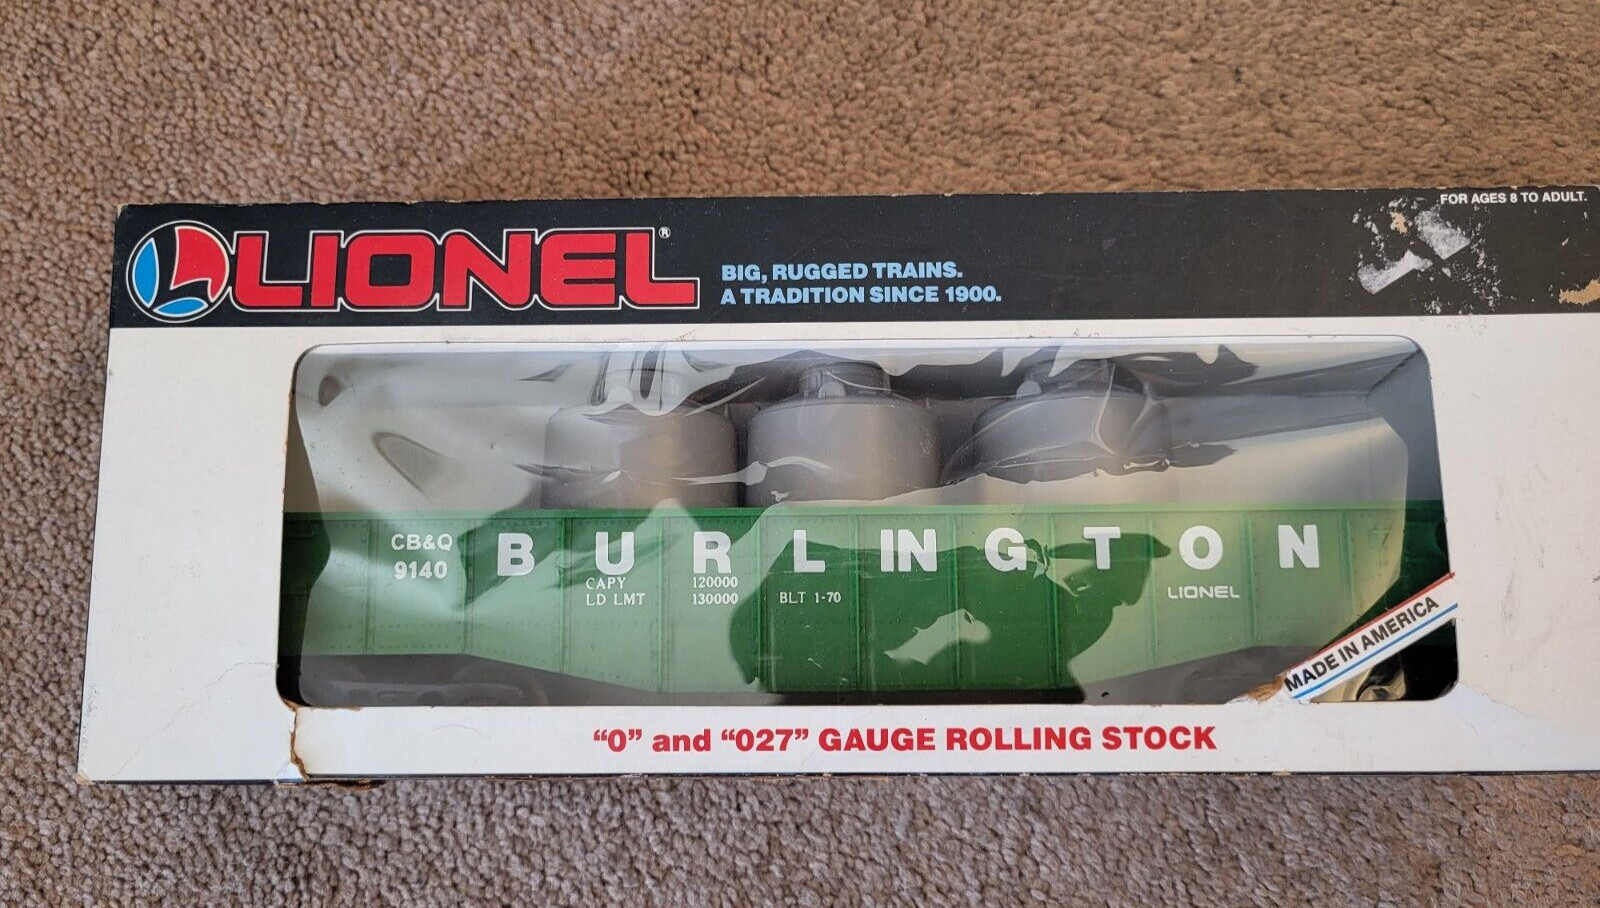 FOR AGES 8 TO ADULT.
LIONEL®
BIG, RUGGED TRAINS.
A TRADITION SINCE 1900.
CB&Q
9140
BURLINGTON
CAPY 120000
LD LMT 130000
BLT 1-70
LIONEL
MADE IN AMERICA
“O” and “027” GAUGE ROLLING STOCK